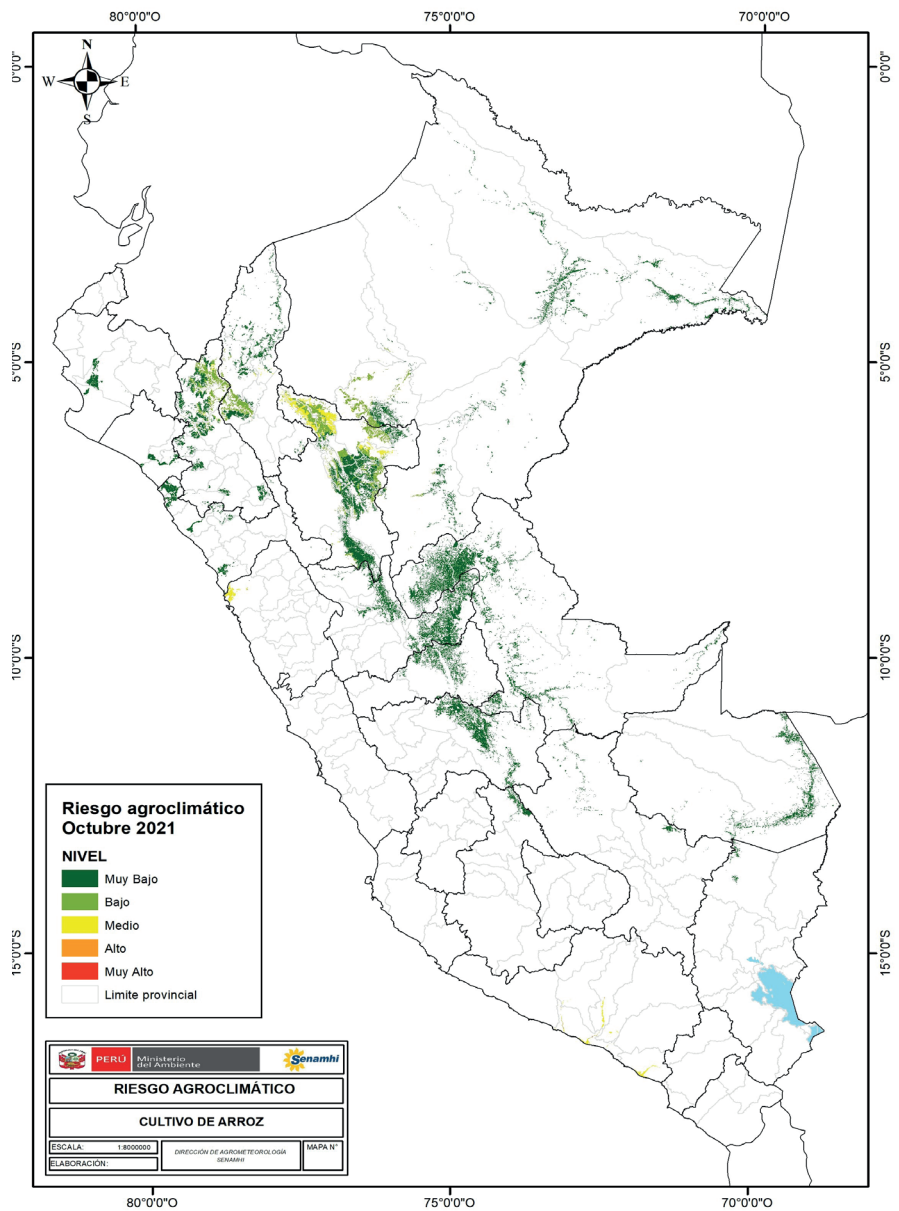 80°0'0"O 75°0'0"O 70°0'0"O
N
W E
S
0°0'0" 0°0'0"
5°0'0"S 5°0'0"S
10°0'0"S 10°0'0"S
15°0'0"S 15°0'0"S
Riesgo agroclimático
Octubre 2021
NIVEL
Muy Bajo
Bajo
Medio
Alto
Muy Alto
Limite provincial
PERÚ Ministerio
del Ambiente
Senamhi
RIESGO AGROCLIMÁTICO
CULTIVO DE ARROZ
ESCALA: 1:8000000
ELABORACIÓN:
DIRECCIÓN DE AGROMETEOROLOGÍA
SENAMHI
MAPA N°
80°0'0"O 75°0'0"O 70°0'0"O